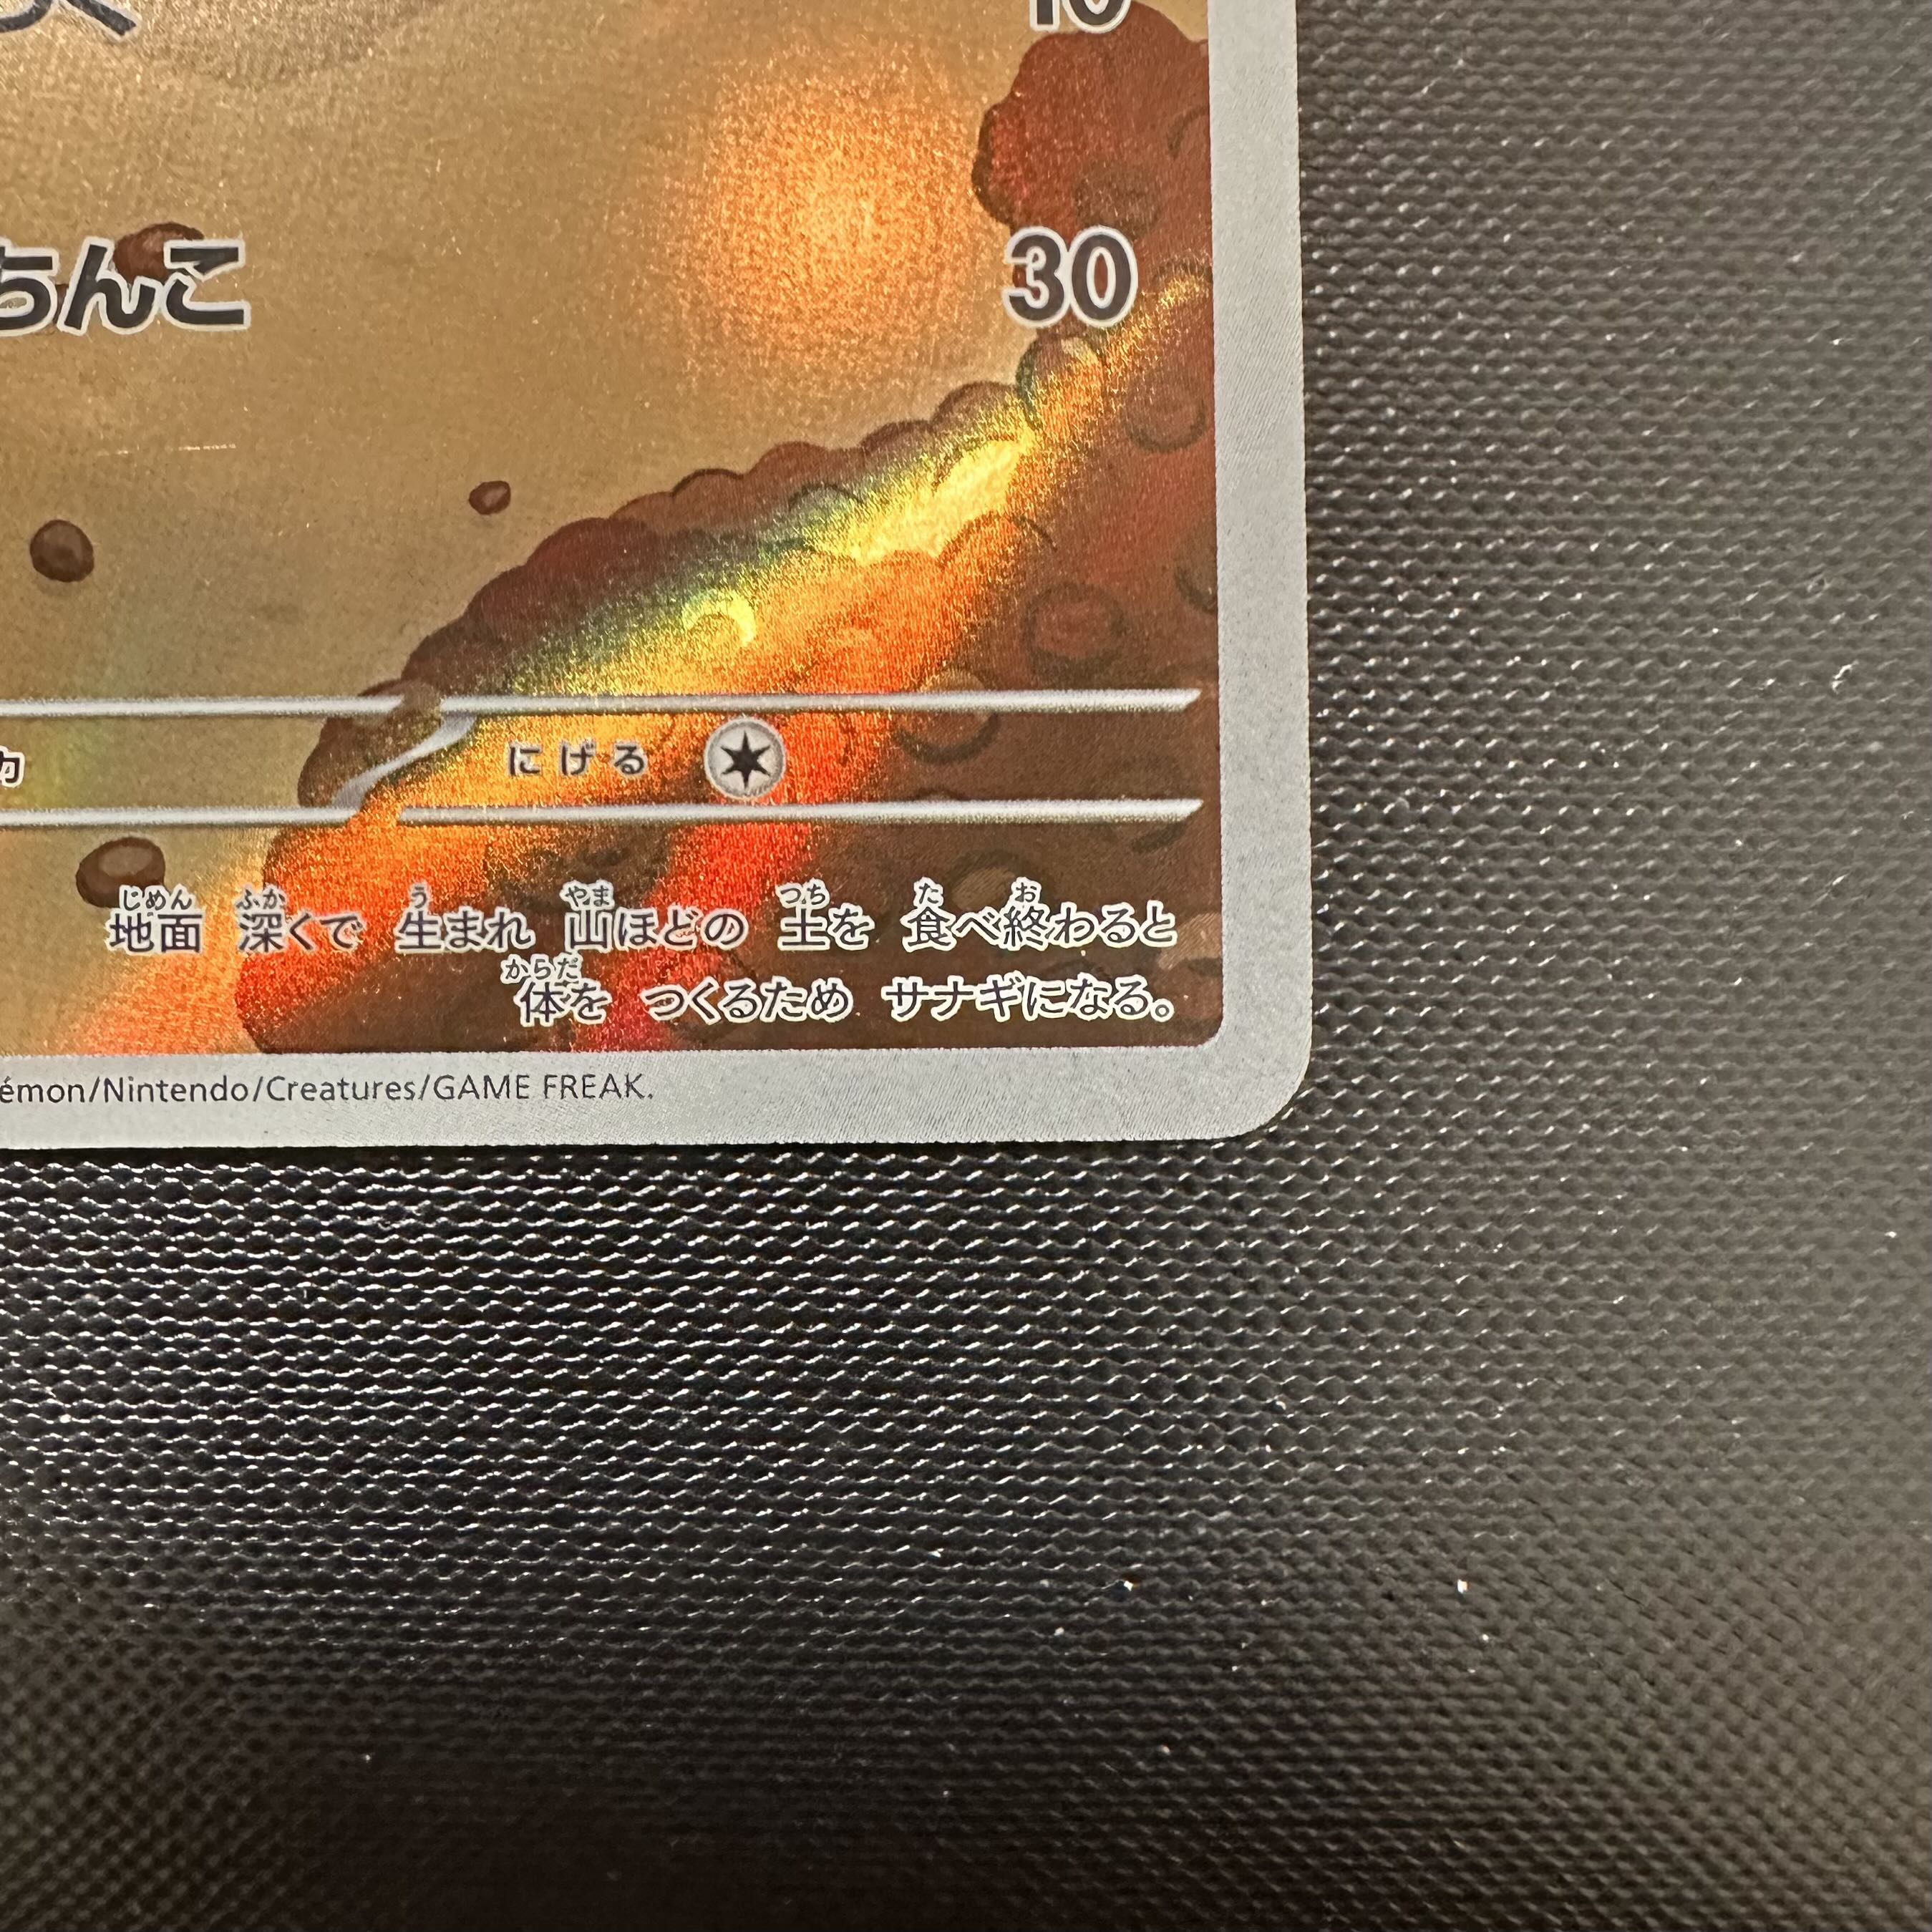 10
ちんこ 30
にげる
地面 深くで 生まれ 山ほどの 土を 食べ終わると
体を つくるため サナギになる。
émon/Nintendo/Creatures/GAME FREAK.